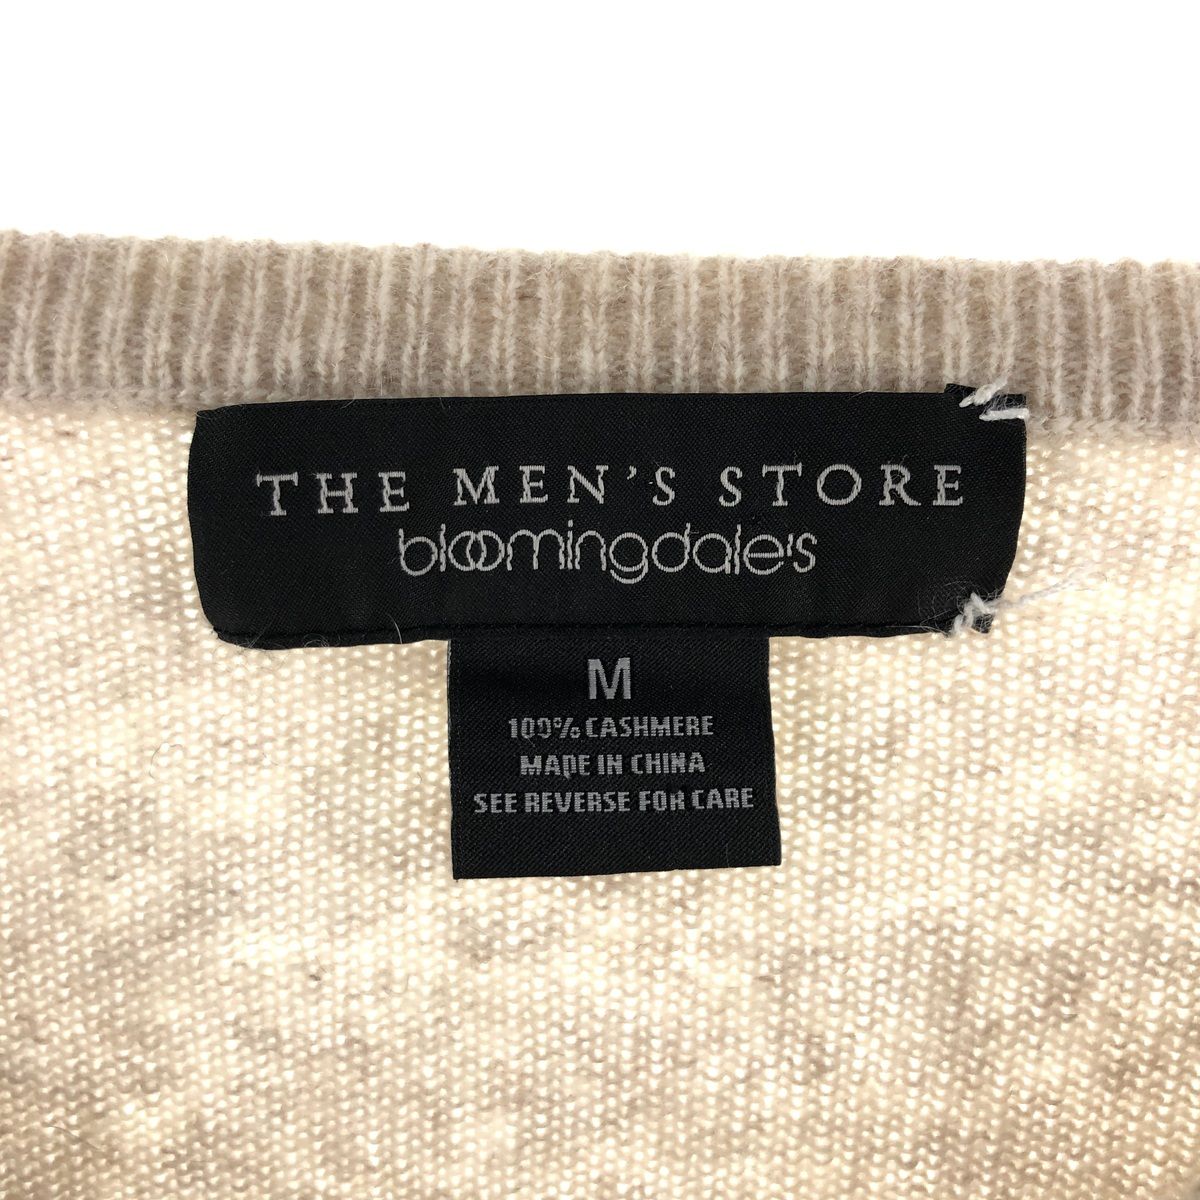 THE MEN'S STORE
bloomingdale's
M
100% CASHMERE
MADE IN CHINA
SEE REVERSE FOR CARE